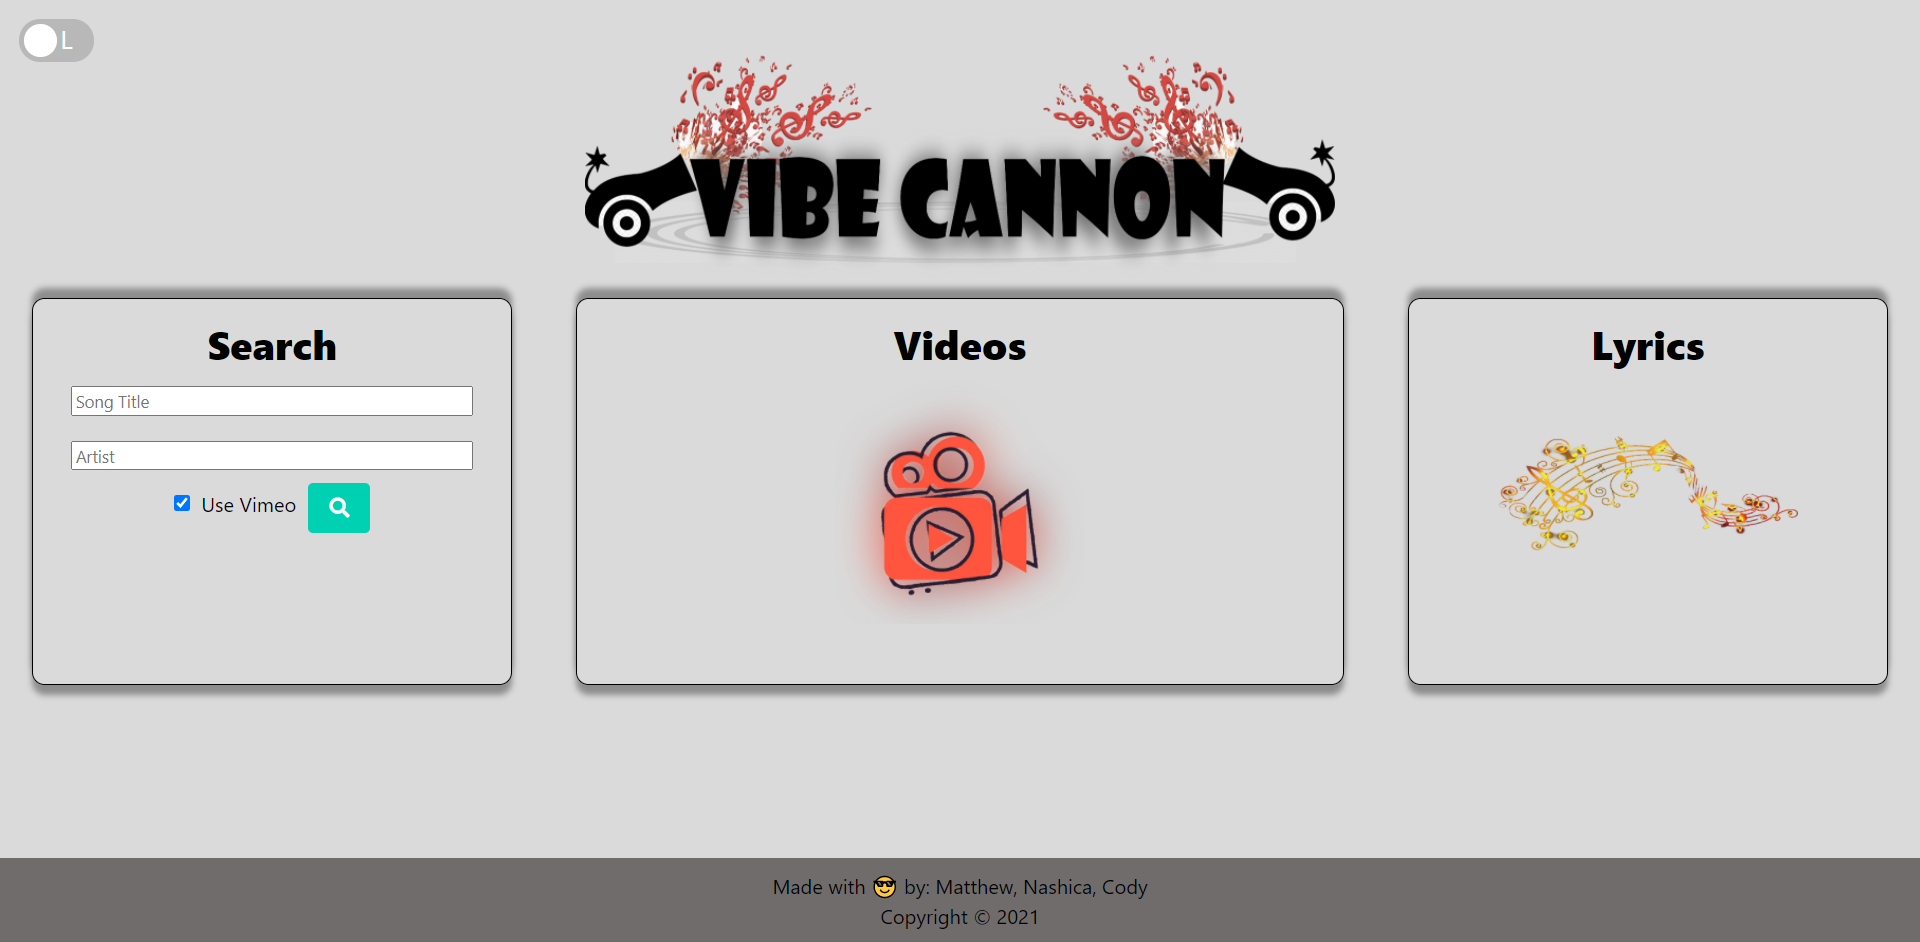 L
VIBE CANNON
Search
Song Title
Artist
Use Vimeo
Videos
Lyrics
Made with 😎 by: Matthew, Nashica, Cody
Copyright © 2021